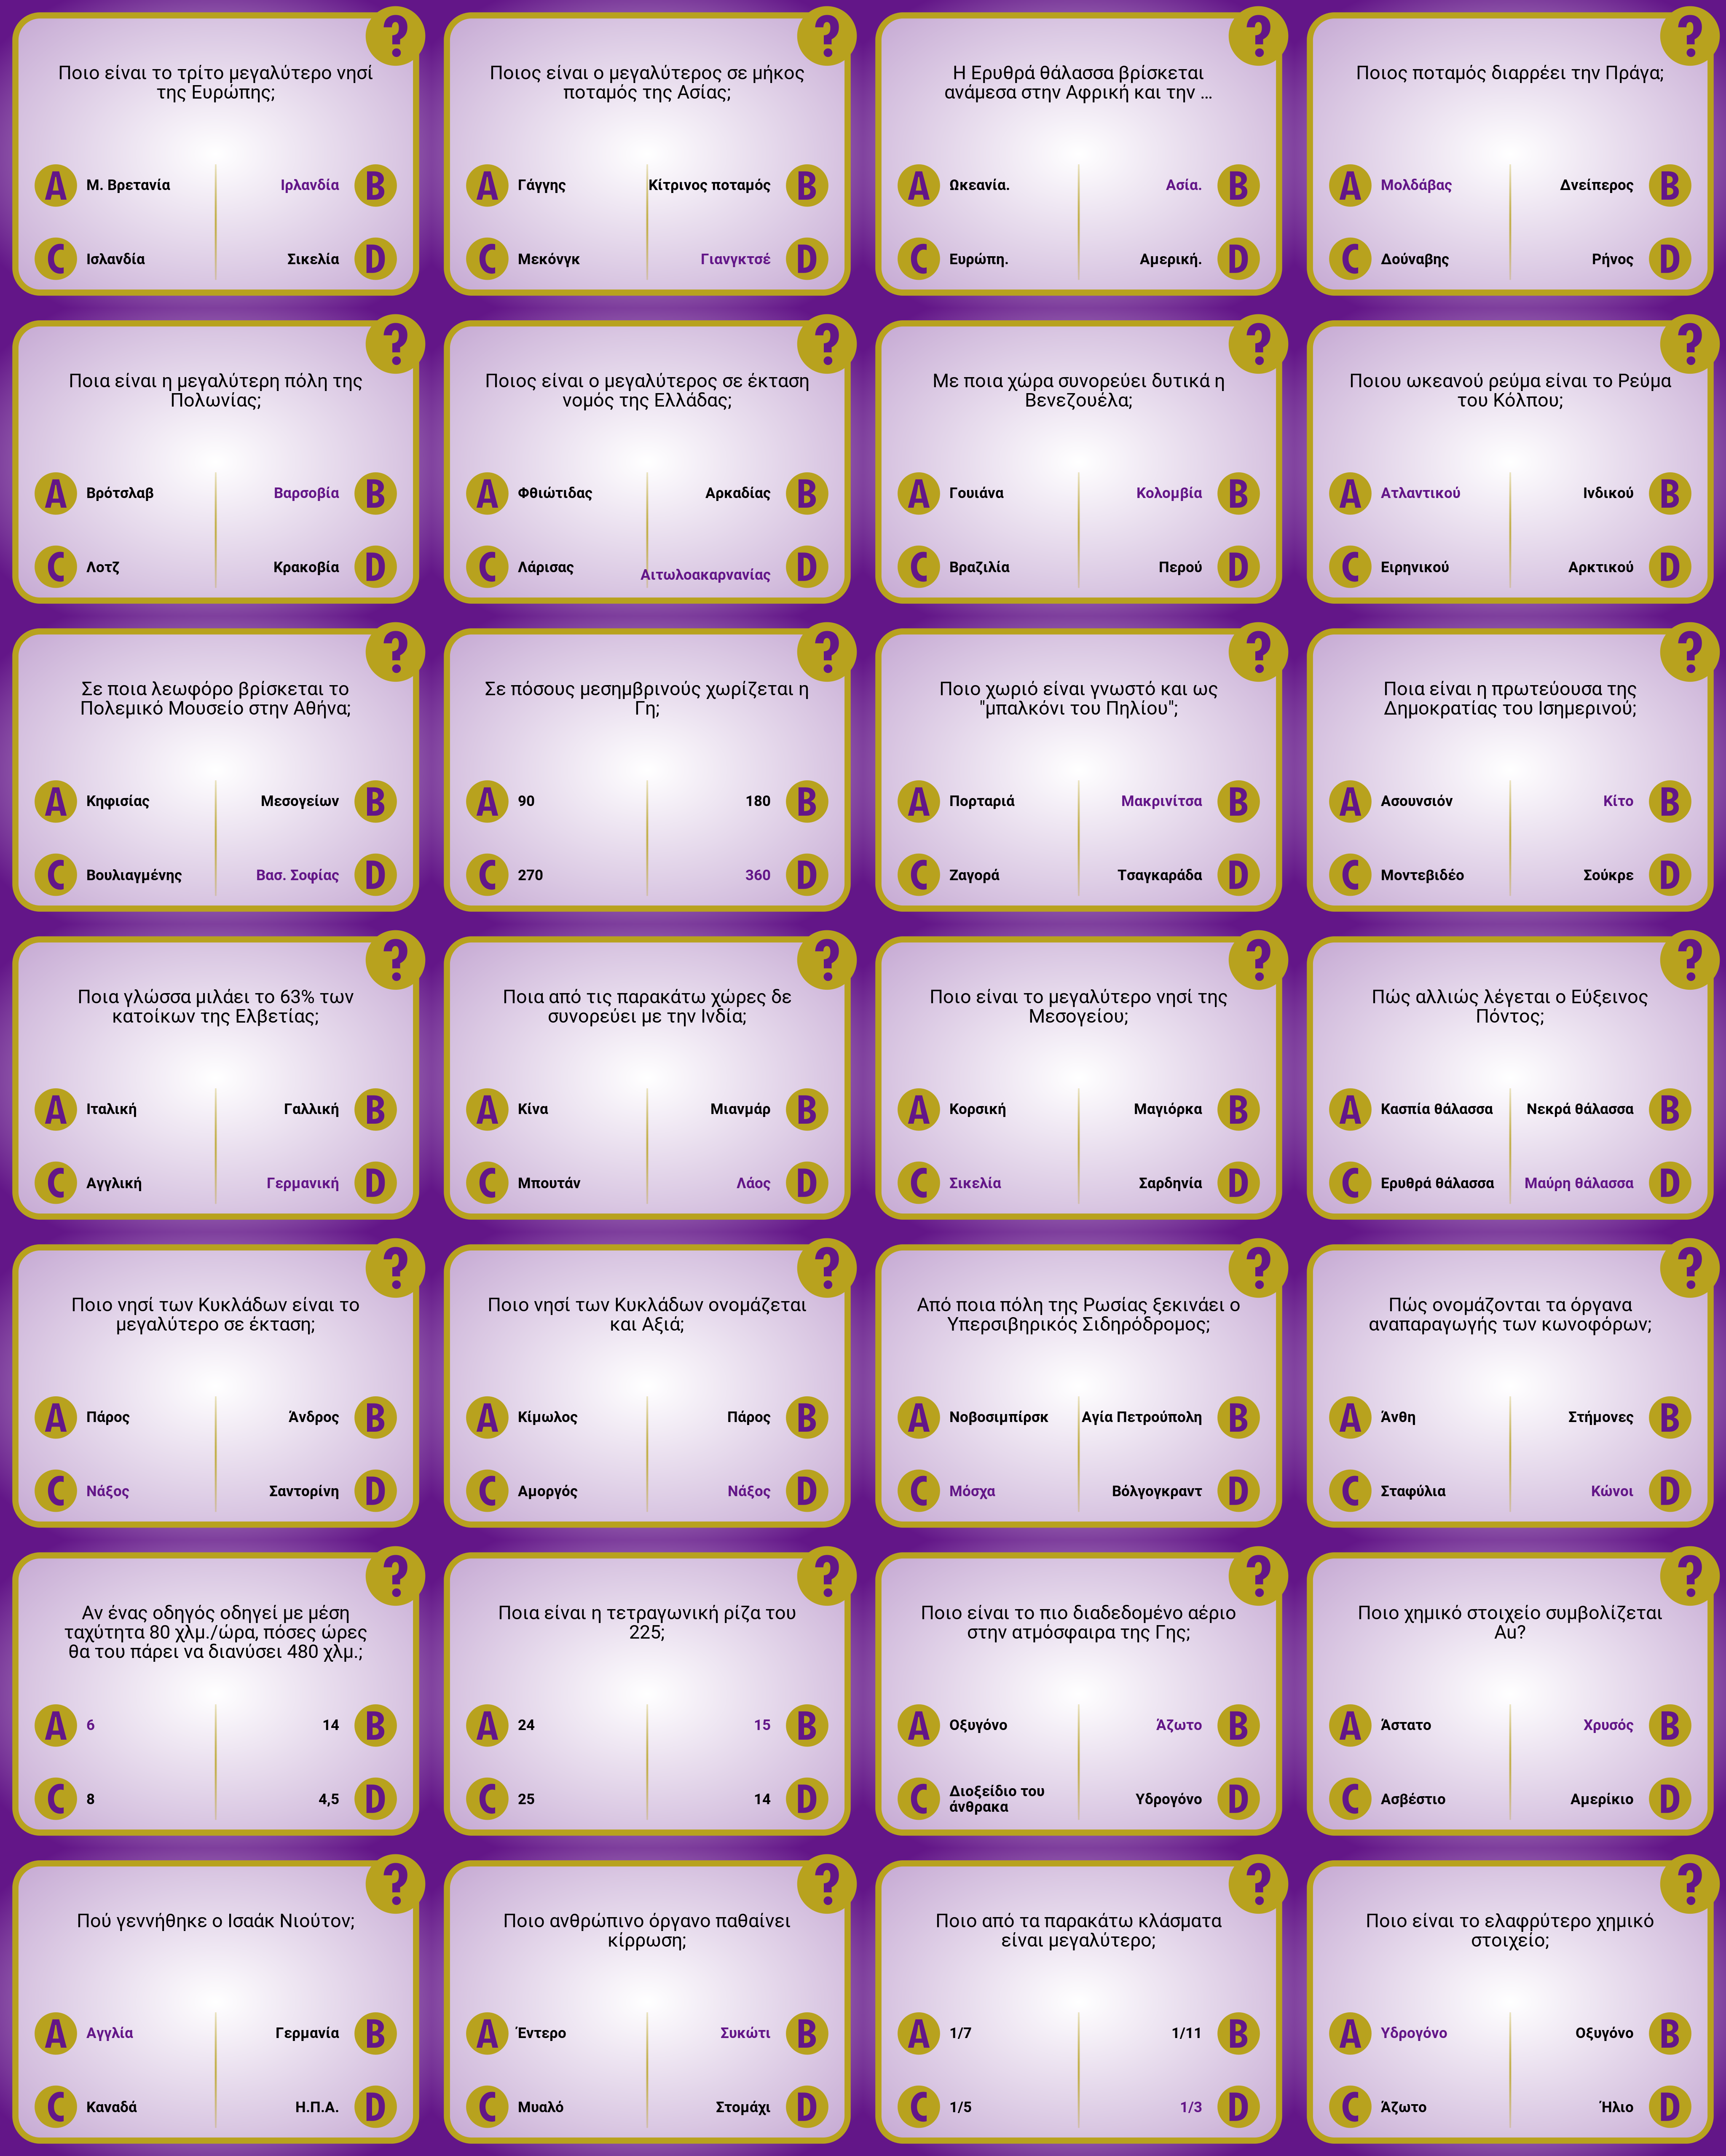 ?
Ποιο είναι το τρίτο μεγαλύτερο νησί
της Ευρώπης;
A Μ. Βρετανία Ιρλανδία B
C Ισλανδία Σικελία D
?
Ποιος είναι ο μεγαλύτερος σε μήκος
ποταμός της Ασίας;
A Γάγγης Κίτρινος ποταμός B
C Μεκόνγκ Γιανγκτσέ D
?
Η Ερυθρά θάλασσα βρίσκεται
ανάμεσα στην Αφρική και την ...
A Ωκεανία. Ασία. B
C Ευρώπη. Αμερική. D
?
Ποιος ποταμός διαρρέει την Πράγα;
A Μολδάβας Δνείπερος B
C Δούναβης Ρήνος D
?
Ποια είναι η μεγαλύτερη πόλη της
Πολωνίας;
A Βρότσλαβ Βαρσοβία B
C Λοτζ Κρακοβία D
?
Ποιος είναι ο μεγαλύτερος σε έκταση
νομός της Ελλάδας;
A Φθιώτιδας Αρκαδίας B
C Λάρισας Αιτωλοακαρνανίας D
?
Με ποια χώρα συνορεύει δυτικά η
Βενεζουέλα;
A Γουιάνα Κολομβία B
C Βραζιλία Περού D
?
Ποιου ωκεανού ρεύμα είναι το Ρεύμα
του Κόλπου;
A Ατλαντικού Ινδικού B
C Ειρηνικού Αρκτικού D
?
Σε ποια λεωφόρο βρίσκεται το
Πολεμικό Μουσείο στην Αθήνα;
A Κηφισίας Μεσογείων B
C Βουλιαγμένης Βασ. Σοφίας D
?
Σε πόσους μεσημβρινούς χωρίζεται η
Γη;
A 90 180 B
C 270 360 D
?
Ποιο χωριό είναι γνωστό και ως
"μπαλκόνι του Πηλίου";
A Πορταριά Μακρινίτσα B
C Ζαγορά Τσαγκαράδα D
?
Ποια είναι η πρωτεύουσα της
Δημοκρατίας του Ισημερινού;
A Ασουνσιόν Κίτο B
C Μοντεβιδέο Σούκρε D
?
Ποια γλώσσα μιλάει το 63% των
κατοίκων της Ελβετίας;
A Ιταλική Γαλλική B
C Αγγλική Γερμανική D
?
Ποια από τις παρακάτω χώρες δε
συνορεύει με την Ινδία;
A Κίνα Μιανμάρ B
C Μπουτάν Λάος D
?
Ποιο είναι το μεγαλύτερο νησί της
Μεσογείου;
A Κορσική Μαγιόρκα B
C Σικελία Σαρδηνία D
?
Πώς αλλιώς λέγεται ο Εύξεινος
Πόντος;
A Κασπία θάλασσα Νεκρά θάλασσα B
C Ερυθρά θάλασσα Μαύρη θάλασσα D
?
Ποιο νησί των Κυκλάδων είναι το
μεγαλύτερο σε έκταση;
A Πάρος Άνδρος B
C Νάξος Σαντορίνη D
?
Ποιο νησί των Κυκλάδων ονομάζεται
και Αξιά;
A Κίμωλος Πάρος B
C Αμοργός Νάξος D
?
Από ποια πόλη της Ρωσίας ξεκινάει ο
Υπερσιβηρικός Σιδηρόδρομος;
A Νοβοσιμπίρσκ Αγία Πετρούπολη B
C Μόσχα Βόλγογκραντ D
?
Πώς ονομάζονται τα όργανα
αναπαραγωγής των κωνοφόρων;
A Άνθη Στήμονες B
C Σταφύλια Κώνοι D
?
Αν ένας οδηγός οδηγεί με μέση
ταχύτητα 80 χλμ./ώρα, πόσες ώρες
θα του πάρει να διανύσει 480 χλμ.;
A 6 14 B
C 8 4,5 D
?
Ποια είναι η τετραγωνική ρίζα του
225;
A 24 15 B
C 25 14 D
?
Ποιο είναι το πιο διαδεδομένο αέριο
στην ατμόσφαιρα της Γης;
A Οξυγόνο Άζωτο B
C Διοξείδιο του
άνθρακα Υδρογόνο D
?
Ποιο χημικό στοιχείο συμβολίζεται
Au?
A Άστατο Χρυσός B
C Ασβέστιο Αμερίκιο D
?
Πού γεννήθηκε ο Ισαάκ Νιούτον;
A Αγγλία Γερμανία B
C Καναδά Η.Π.Α. D
?
Ποιο ανθρώπινο όργανο παθαίνει
κίρρωση;
A Έντερο Συκώτι B
C Μυαλό Στομάχι D
?
Ποιο από τα παρακάτω κλάσματα
είναι μεγαλύτερο;
A 1/7 1/11 B
C 1/5 1/3 D
?
Ποιο είναι το ελαφρύτερο χημικό
στοιχείο;
A Υδρογόνο Οξυγόνο B
C Άζωτο Ήλιο D